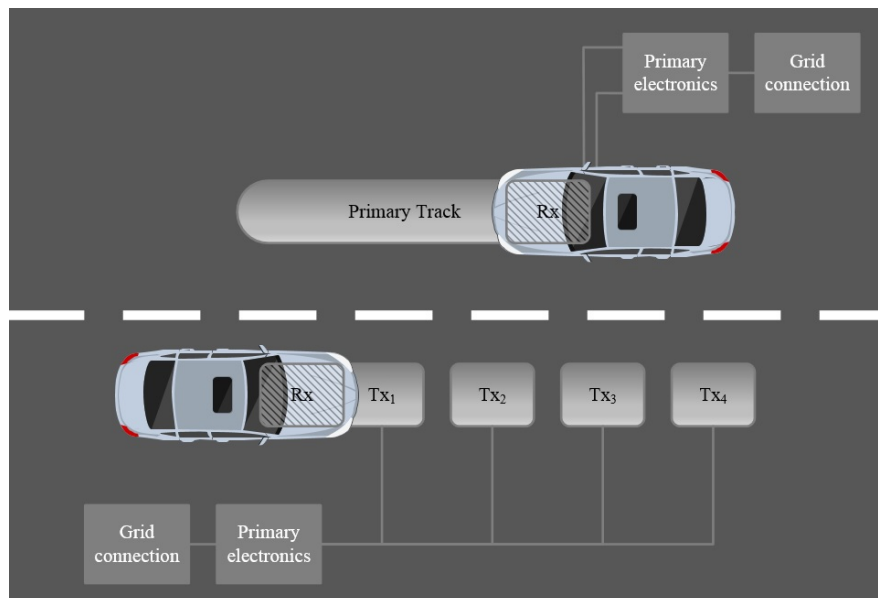 Primary
electronics
Grid
connection
Primary Track
Rx
Rx
Tx₁
Tx₂
Tx₃
Tx₄
Grid
connection
Primary
electronics